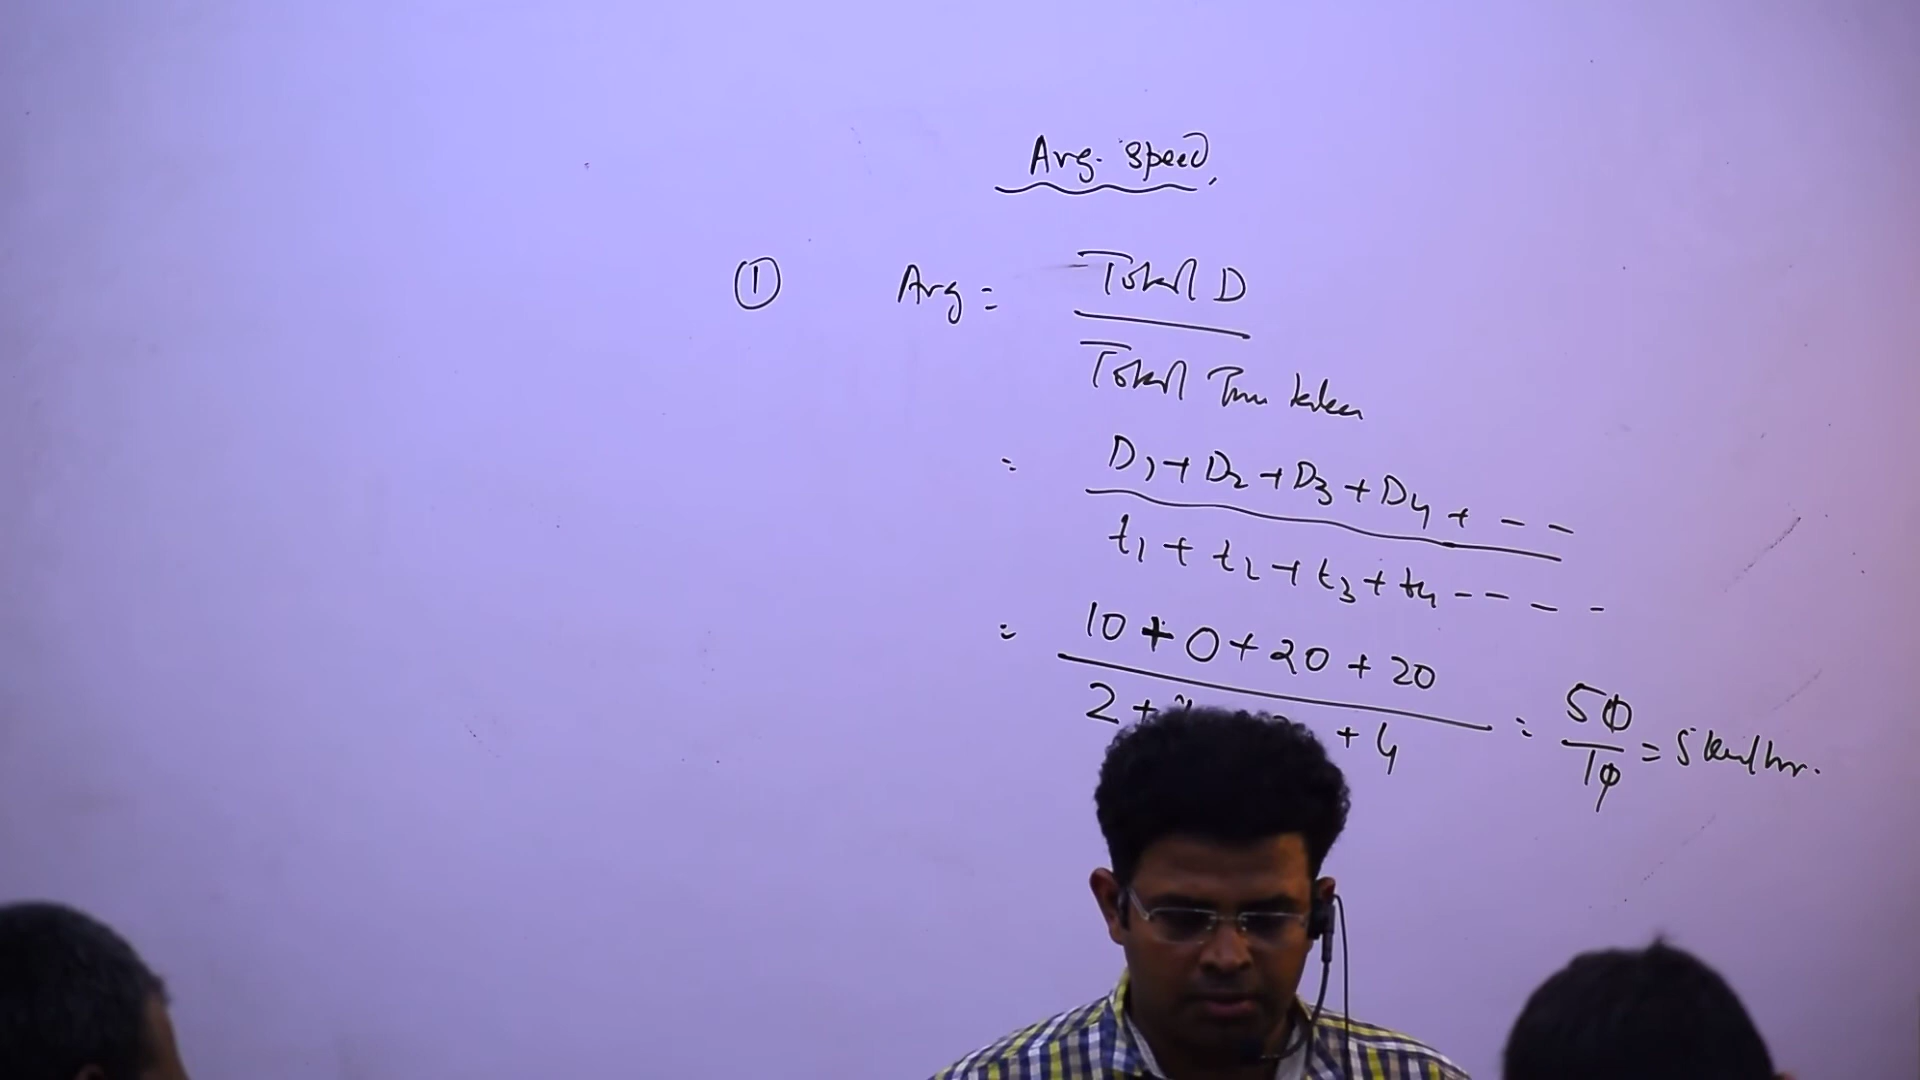 Avg. Speed,
① Avg = Total D
Total Time taken
= D1 + D2 + D3 + D4 + - -
t1 + t2 + t3 + t4 - - - -
= 10 + 0 + 20 + 20
2 + + 4 = 50/10 = 5 km/hr.